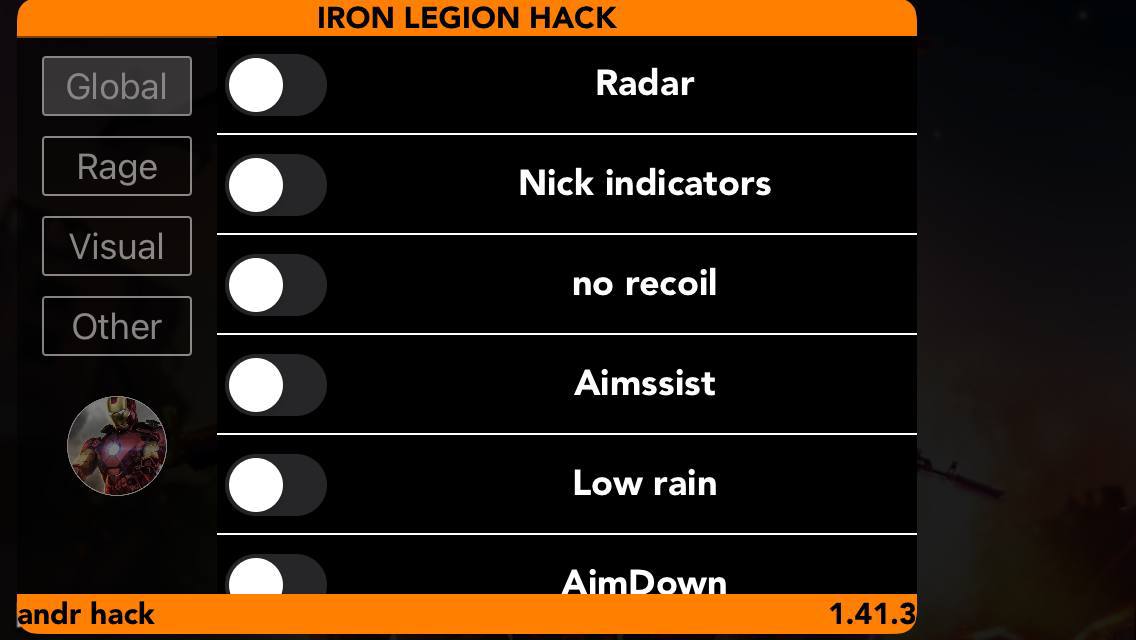 IRON LEGION HACK
Global
Rage
Visual
Other
Radar
Nick indicators
no recoil
Aimssist
Low rain
AimDown
andr hack
1.41.3